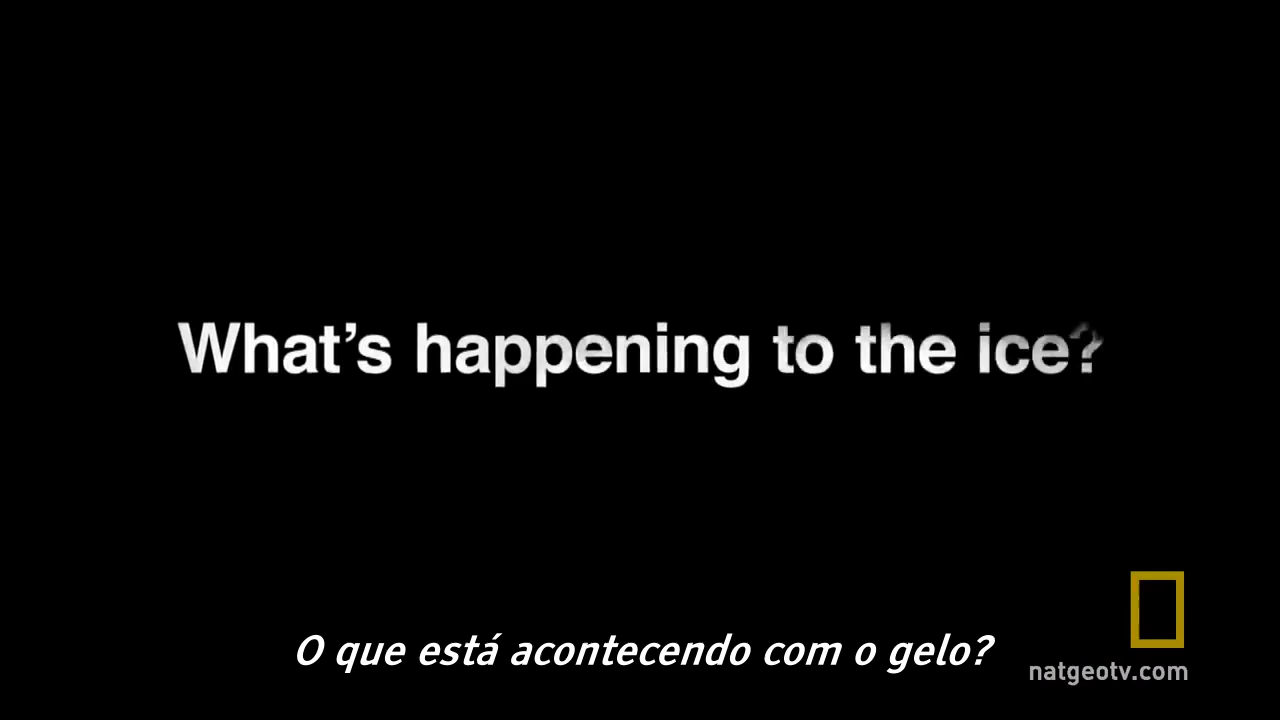 What’s happening to the ice?
O que está acontecendo com o gelo?
natgeotv.com